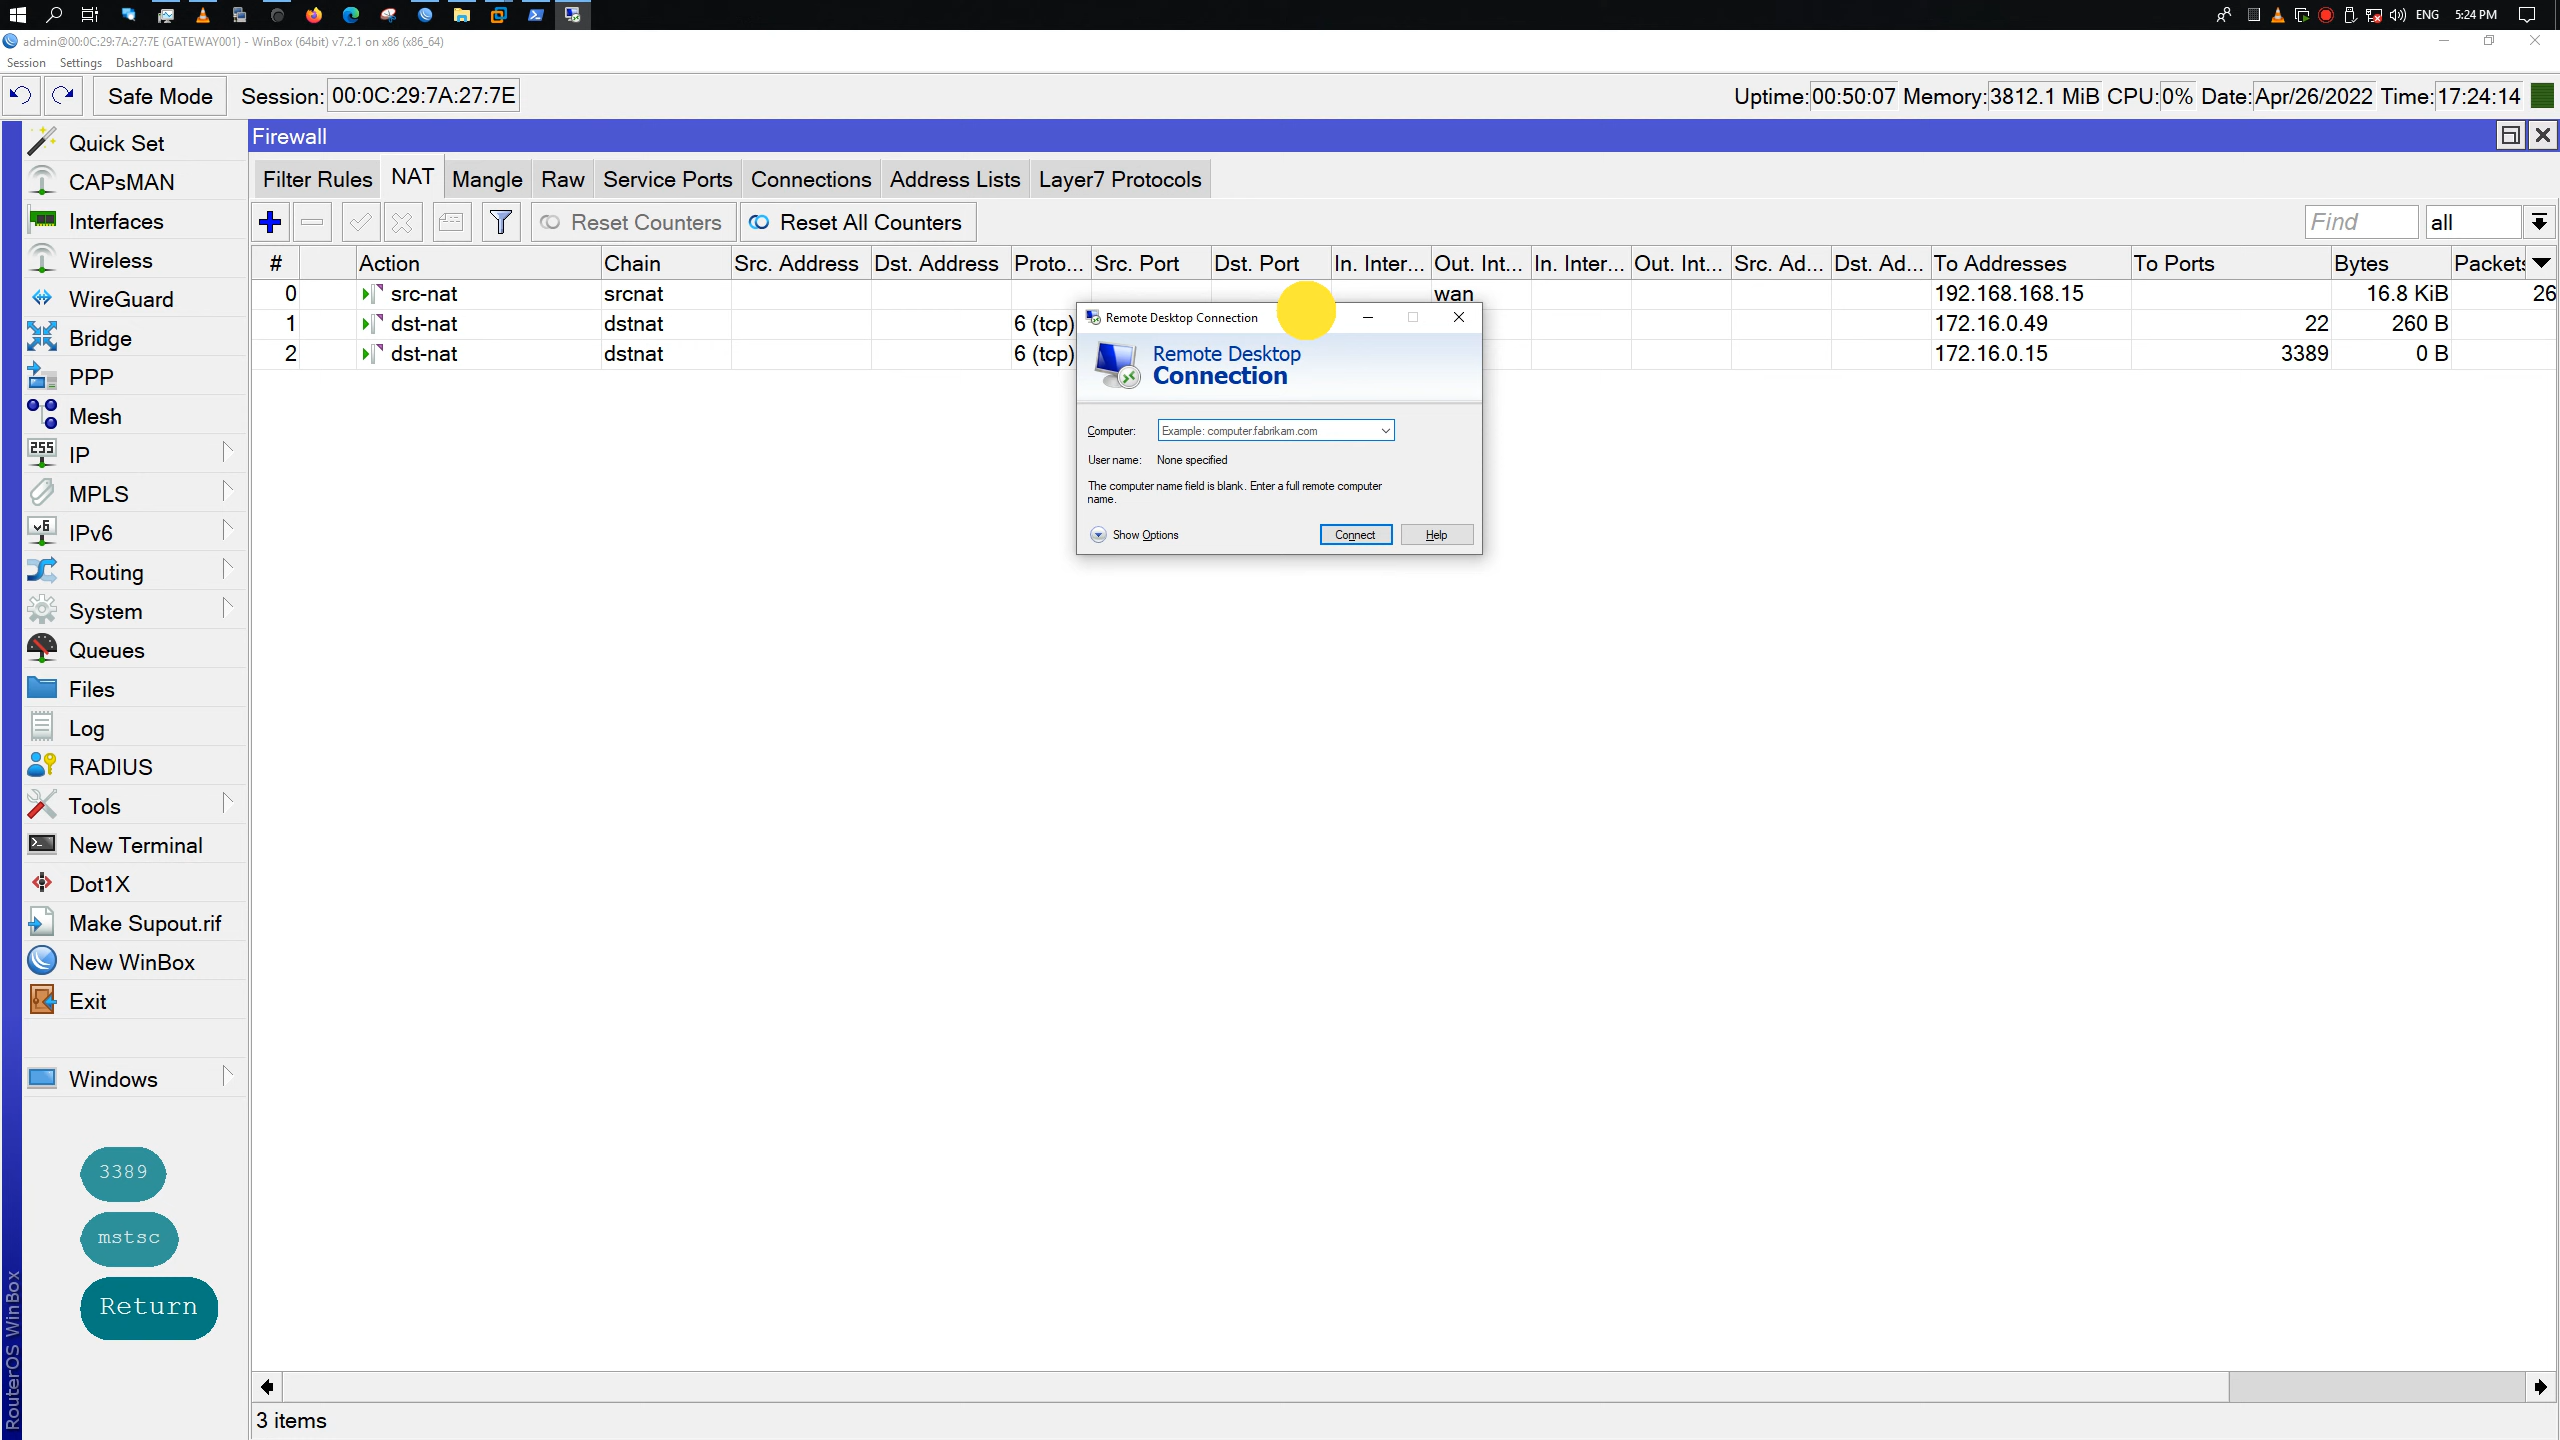 ENG 5:24 PM
admin@00:0C:29:7A:27:7E (GATEWAY001) - WinBox (64bit) v7.2.1 on x86 (x86_64)
Session Settings Dashboard
Safe Mode Session: 00:0C:29:7A:27:7E Uptime: 00:50:07 Memory: 3812.1 MiB CPU: 0% Date: Apr/26/2022 Time: 17:24:14
Quick Set
CAPsMAN
Interfaces
Wireless
WireGuard
Bridge
PPP
Mesh
IP
MPLS
IPv6
Routing
System
Queues
Files
Log
RADIUS
Tools
New Terminal
Dot1X
Make Supout.rif
New WinBox
Exit
Windows
3389
mstsc
Return
RouterOS WinBox
Firewall
Filter Rules NAT Mangle Raw Service Ports Connections Address Lists Layer7 Protocols
Reset Counters Reset All Counters Find all
# Action Chain Src. Address Dst. Address Proto... Src. Port Dst. Port In. Inter... Out. Int... In. Inter... Out. Int... Src. Ad... Dst. Ad... To Addresses To Ports Bytes Packets
0 src-nat srcnat wan 192.168.168.15 16.8 KiB 26
1 dst-nat dstnat 6 (tcp) 172.16.0.49 22 260 B
2 dst-nat dstnat 6 (tcp) 172.16.0.15 3389 0 B
Remote Desktop Connection
Remote Desktop
Connection
Computer: Example: computer.fabrikam.com
User name: None specified
The computer name field is blank. Enter a full remote computer
name.
Show Options Connect Help
3 items